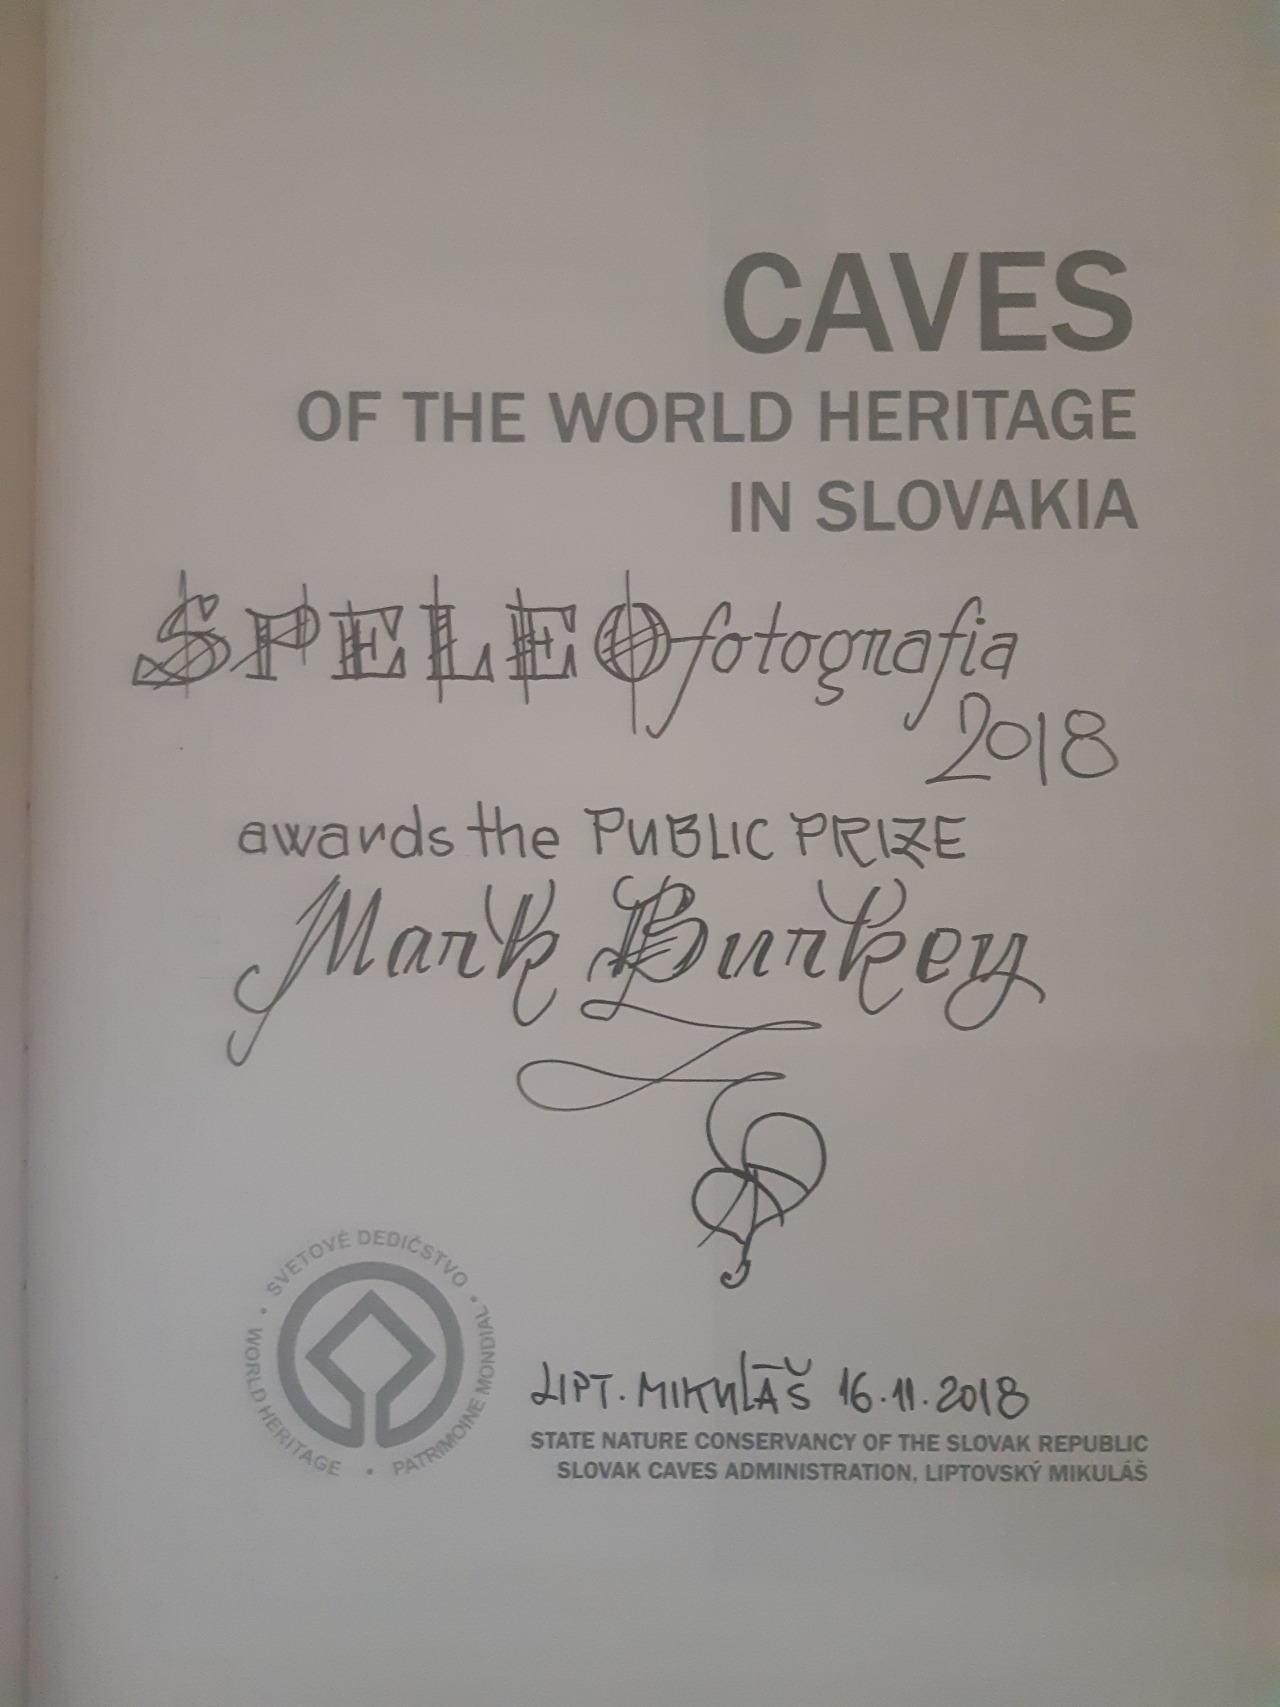 CAVES
OF THE WORLD HERITAGE
IN SLOVAKIA
SPELEOfotografia
2018
awards the PUBLIC PRIZE
Mark Burkey
SVETOVÉ DEDIČSTVO • WORLD HERITAGE • PATRIMOINE MONDIAL •
LIPT. MIKULÁŠ 16.11.2018
STATE NATURE CONSERVANCY OF THE SLOVAK REPUBLIC
SLOVAK CAVES ADMINISTRATION, LIPTOVSKÝ MIKULÁŠ